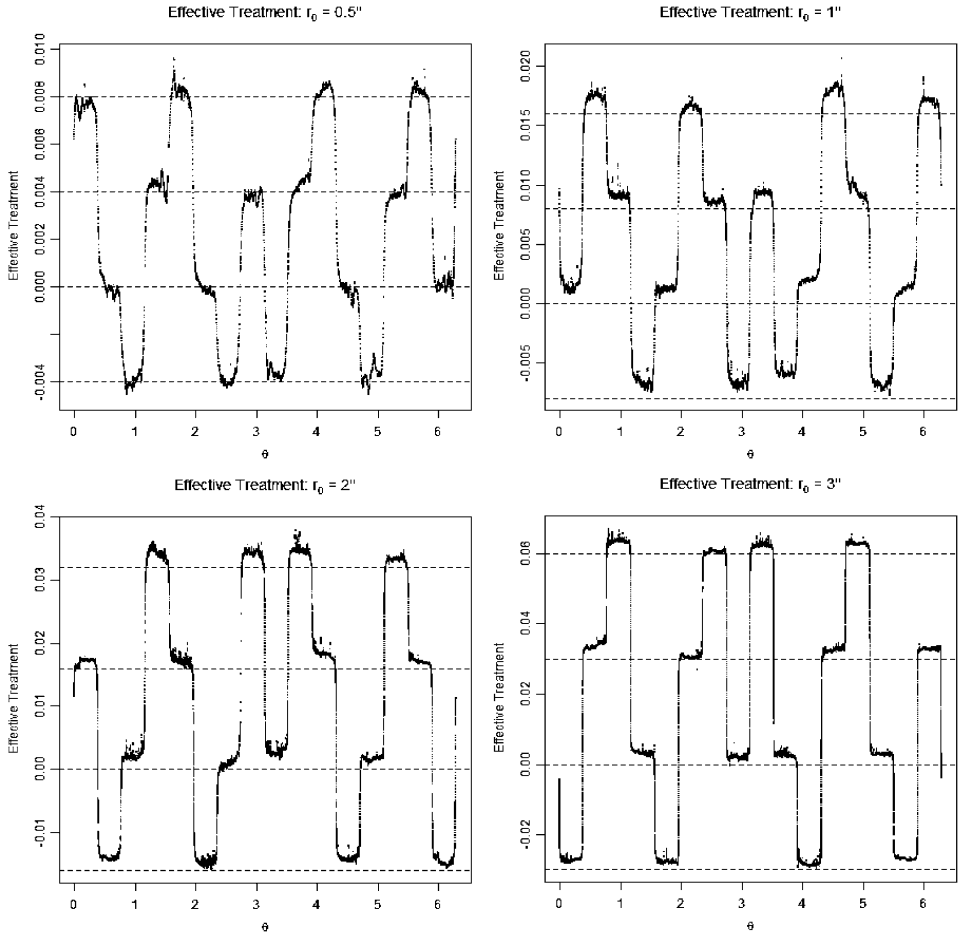 Effective Treatment: r₀ = 0.5"
Effective Treatment
0.010
0.008
0.006
0.004
0.002
0.000
-0.004
0 1 2 3 4 5 6
θ
Effective Treatment: r₀ = 1"
Effective Treatment
0.020
0.015
0.010
0.005
0.000
-0.005
0 1 2 3 4 5 6
θ
Effective Treatment: r₀ = 2"
Effective Treatment
0.04
0.03
0.02
0.01
0.00
-0.01
0 1 2 3 4 5 6
θ
Effective Treatment: r₀ = 3"
Effective Treatment
0.06
0.04
0.02
0.00
-0.02
0 1 2 3 4 5 6
θ